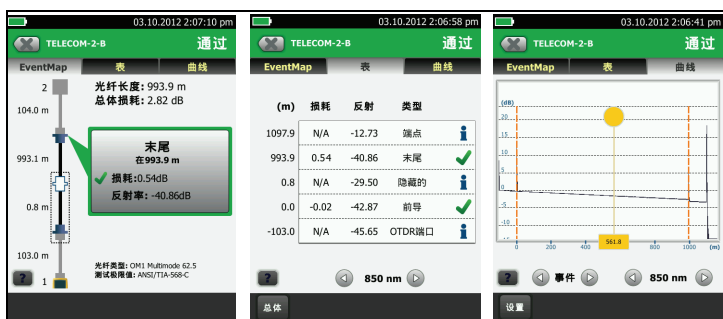 03.10.2012 2:07:10 pm
TELECOM-2-B 通过
EventMap 表 曲线
2
光纤长度: 993.9 m
总体损耗: 2.82 dB
104.0 m
末尾
在993.9 m
993.1 m
损耗:0.54dB
反射率: -40.86dB
0.8 m
103.0 m
光纤类型: OM1 Multimode 62.5
测试极限值: ANSI/TIA-568-C
? 1
03.10.2012 2:06:58 pm
TELECOM-2-B 通过
EventMap 表 曲线
(m) 损耗 反射 类型
1097.9 N/A -12.73 端点 i
993.9 0.54 -40.86 末尾
0.8 N/A -29.50 隐藏的 i
0.0 -0.02 -42.87 前导
-103.0 N/A -45.65 OTDR端口 i
? 850 nm
总体
03.10.2012 2:06:41 pm
TELECOM-2-B 通过
EventMap 表 曲线
(dB)
20
15
10
5
0
-5
-10
0 200 400 561.8 800 1000 (m)
? 事件 850 nm
设置